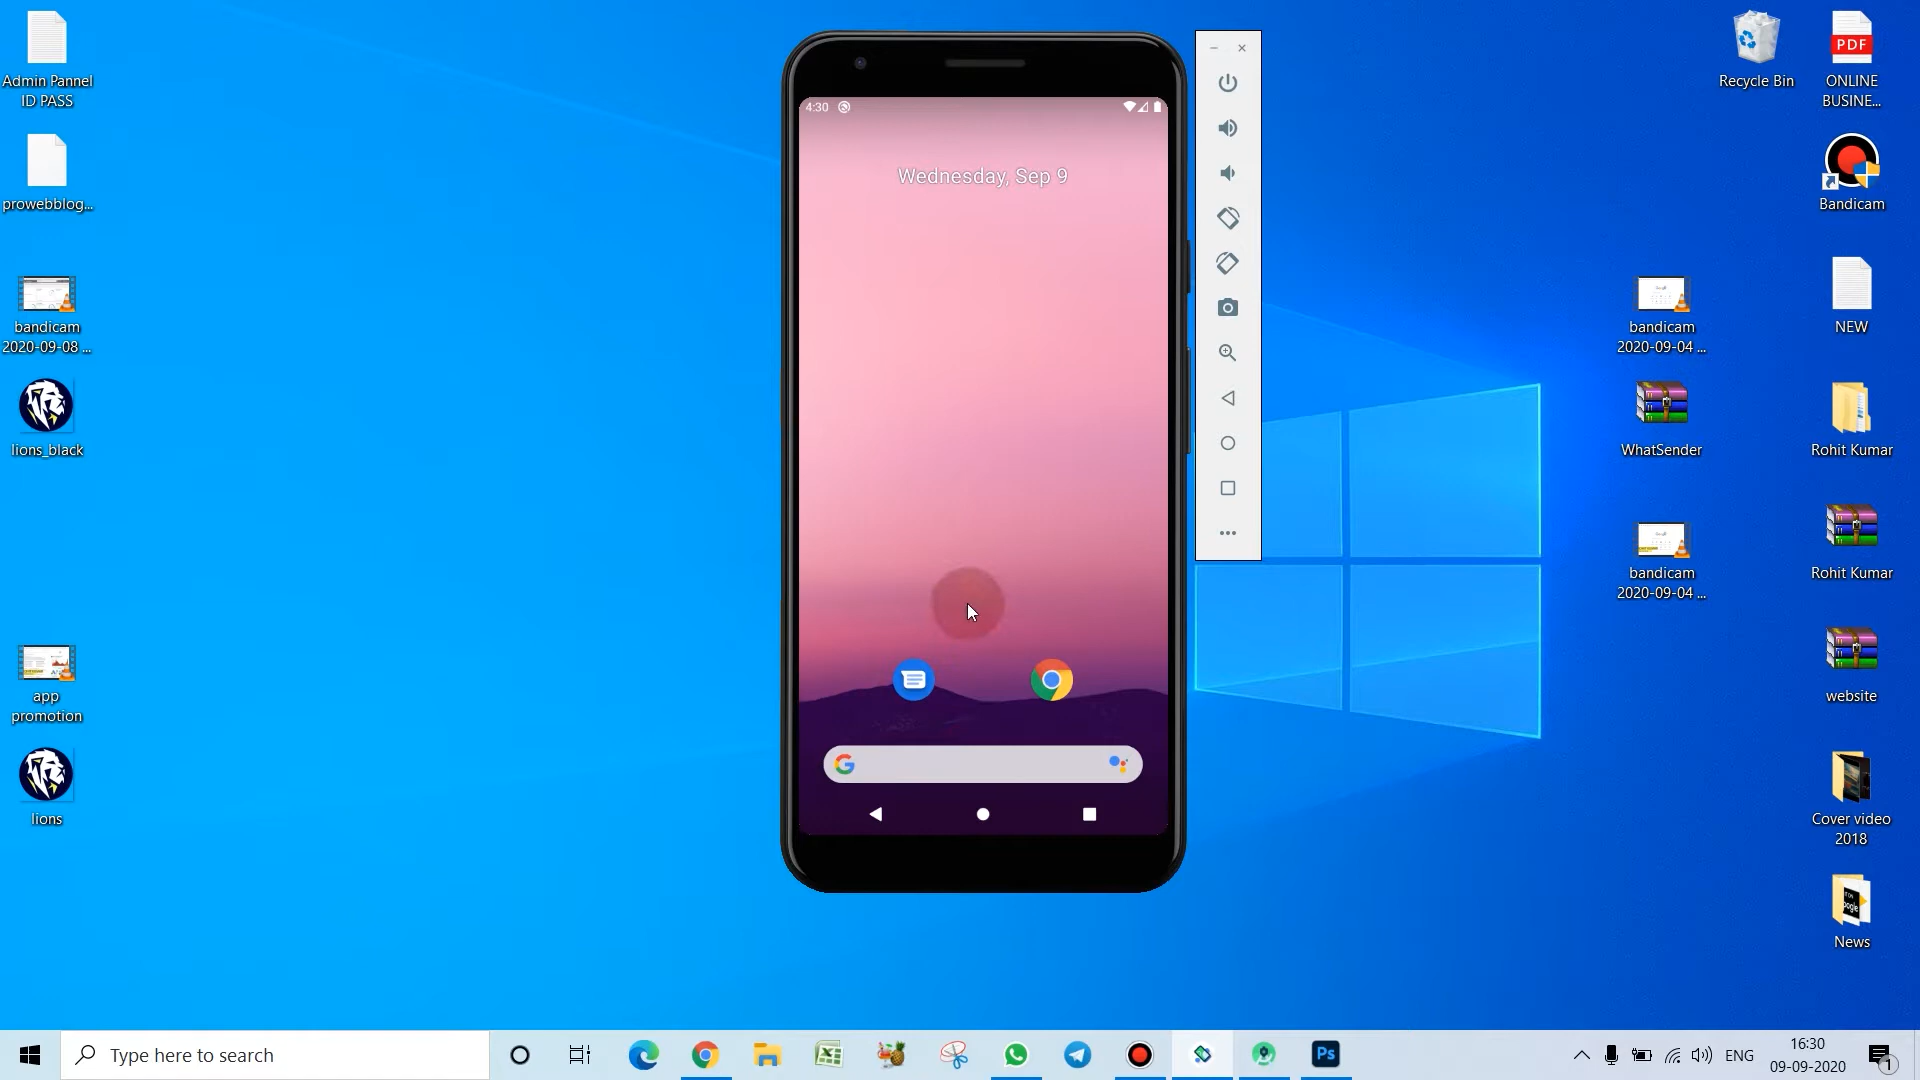 Admin Pannel
ID PASS
prowebblog...
bandicam
2020-09-08 ...
lions_black
app
promotion
lions
4:30
Wednesday, Sep 9
Recycle Bin
PDF
ONLINE
BUSINE...
Bandicam
bandicam
2020-09-04 ...
NEW
WhatSender
Rohit Kumar
bandicam
2020-09-04 ...
Rohit Kumar
website
Cover video
2018
News
Type here to search
Ps
ENG
16:30
09-09-2020
1